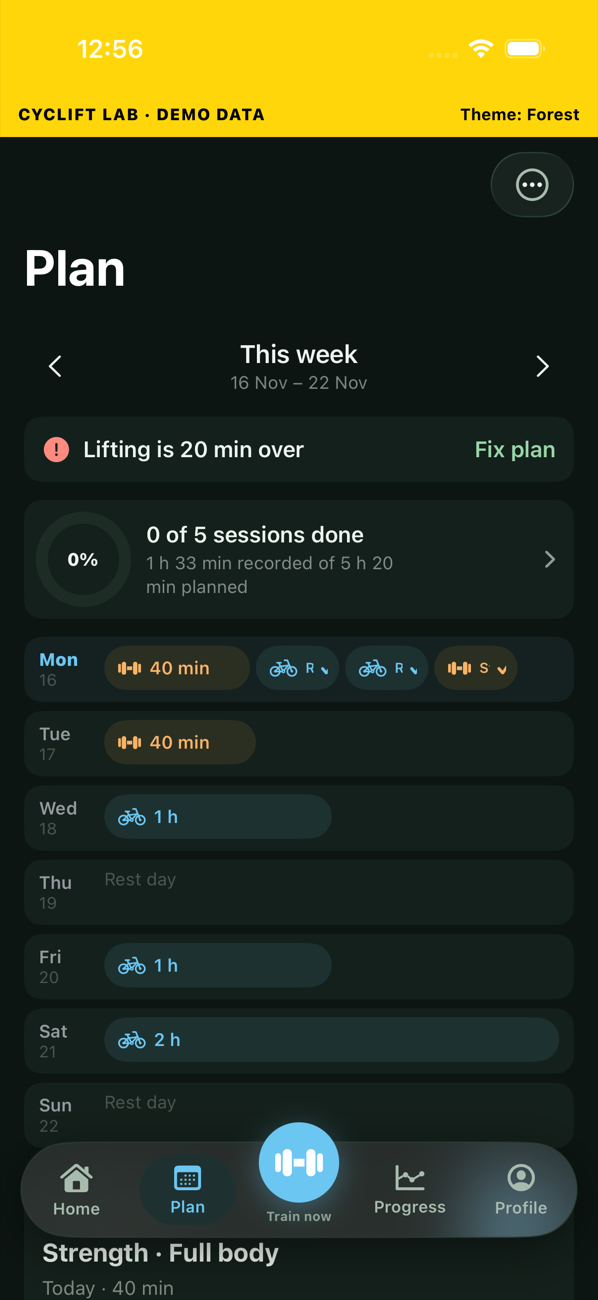 12:56
CYCLIFT LAB · DEMO DATA
Theme: Forest
Plan
This week
16 Nov – 22 Nov
Lifting is 20 min over
Fix plan
0%
0 of 5 sessions done
1 h 33 min recorded of 5 h 20
min planned
Mon
16
40 min
R
R
S
Tue
17
40 min
Wed
18
1 h
Thu
19
Rest day
Fri
20
1 h
Sat
21
2 h
Sun
22
Rest day
Home
Plan
Train now
Progress
Profile
Strength · Full body
Today · 40 min